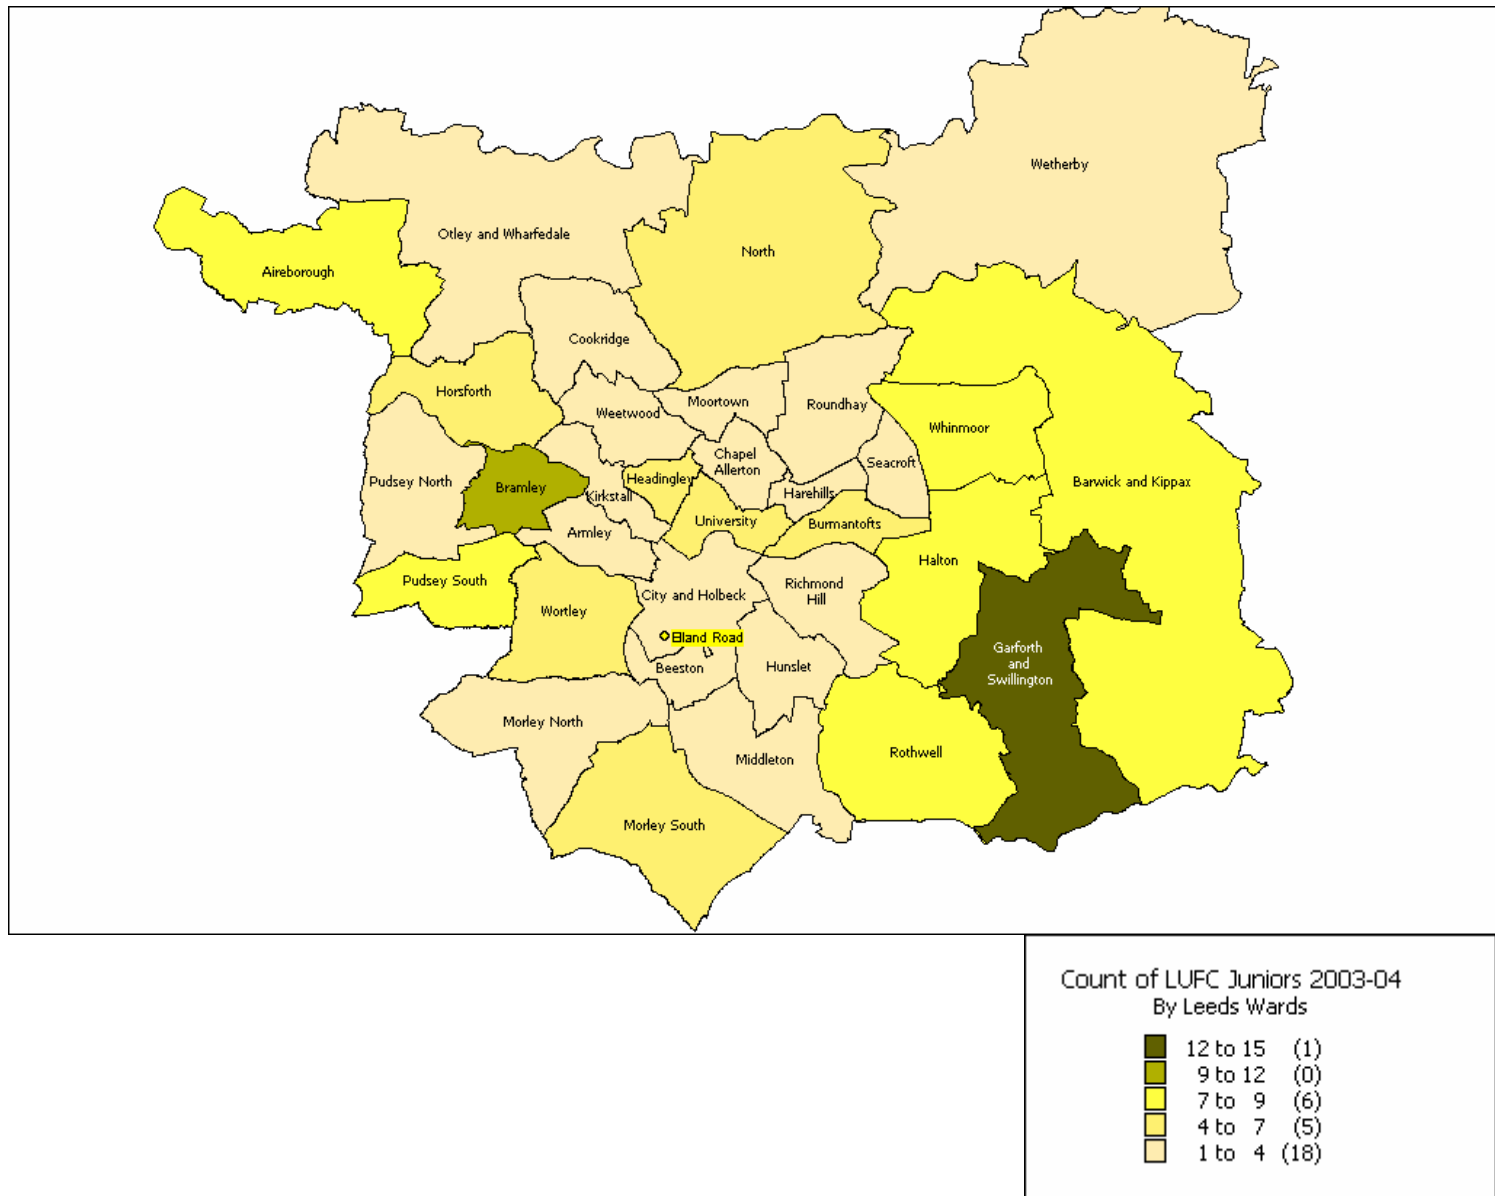 Wetherby
Otley and Wharfedale
North
Aireborough
Cookridge
Horsforth
Moortown
Roundhay
Weetwood
Whinmoor
Chapel
Allerton
Seacroft
Pudsey North
Bramley
Headingley
Barwick and Kippax
Kirkstall
Harehills
University
Burmantofts
Armley
Halton
Pudsey South
Richmond
Hill
City and Holbeck
Wortley
Elland Road
Garforth
and
Swillington
Beeston
Hunslet
Morley North
Rothwell
Middleton
Morley South
Count of LUFC Juniors 2003-04
By Leeds Wards
12 to 15 (1)
9 to 12 (0)
7 to 9 (6)
4 to 7 (5)
1 to 4 (18)